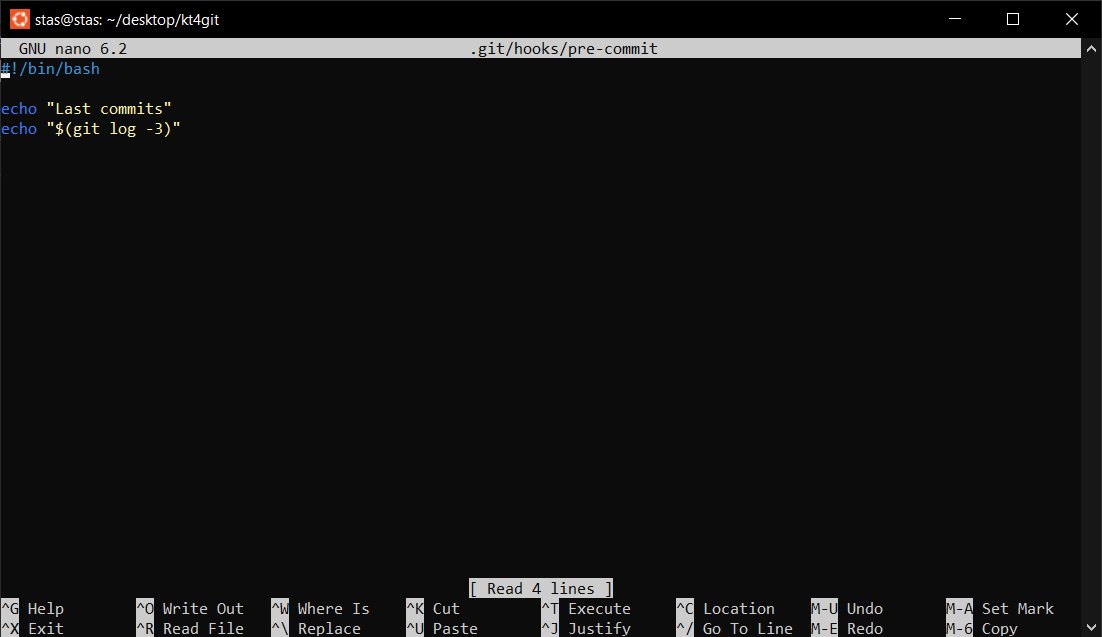 stas@stas: ~/desktop/kt4git
GNU nano 6.2 .git/hooks/pre-commit
#!/bin/bash
echo "Last commits"
echo "$(git log -3)"
[ Read 4 lines ]
^G Help ^O Write Out ^W Where Is ^K Cut ^T Execute ^C Location M-U Undo M-A Set Mark
^X Exit ^R Read File ^\ Replace ^U Paste ^J Justify ^/ Go To Line M-E Redo M-6 Copy